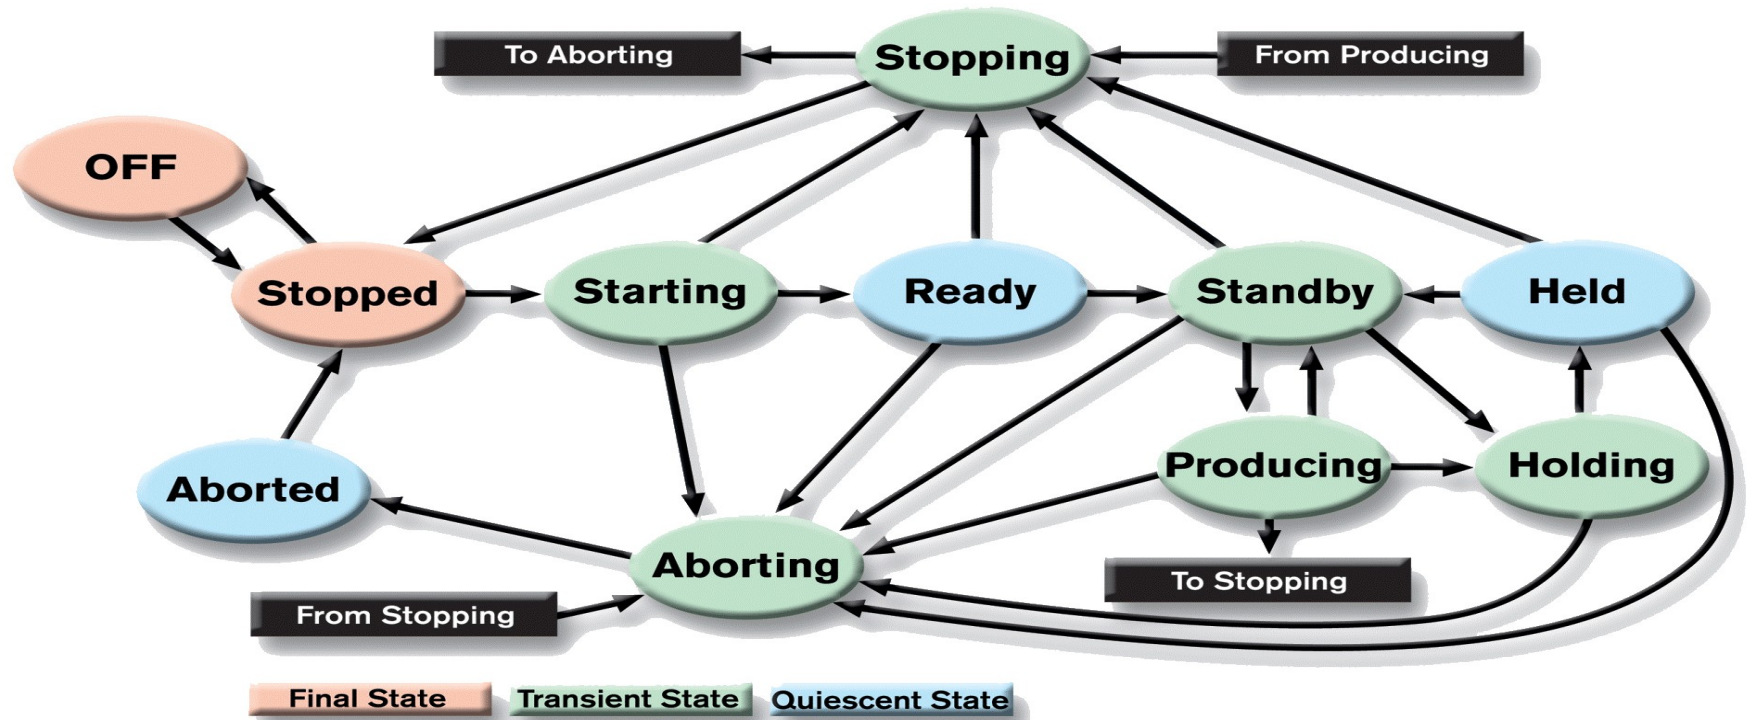 Stopping
To Aborting
From Producing
OFF
Stopped
Starting
Ready
Standby
Held
Aborted
Producing
Holding
Aborting
To Stopping
From Stopping
Final State
Transient State
Quiescent State